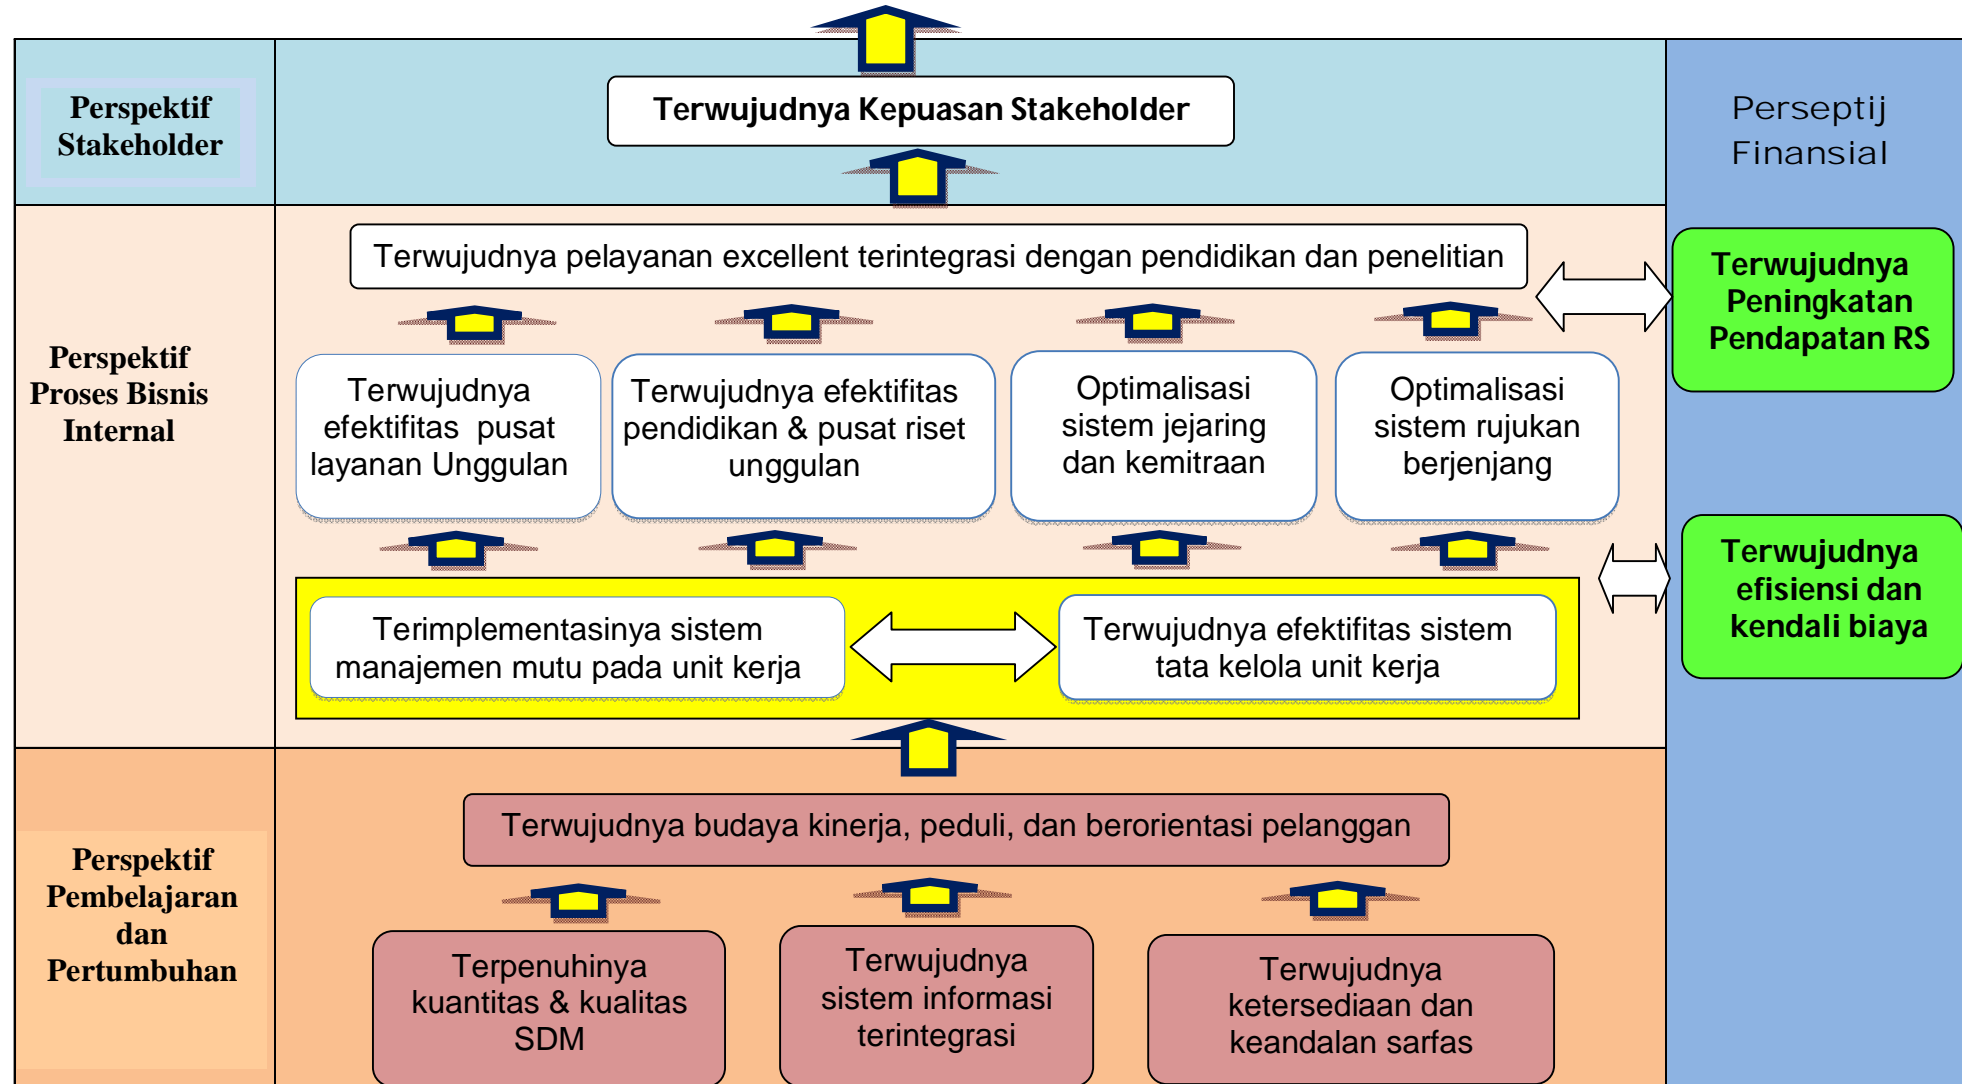 Perspektif
Stakeholder
Terwujudnya Kepuasan Stakeholder
Perseptij
Finansial
Perspektif
Proses Bisnis
Internal
Terwujudnya pelayanan excellent terintegrasi dengan pendidikan dan penelitian
Terwujudnya
Peningkatan
Pendapatan RS
Terwujudnya
efektifitas pusat
layanan Unggulan
Terwujudnya efektifitas
pendidikan & pusat riset
unggulan
Optimalisasi
sistem jejaring
dan kemitraan
Optimalisasi
sistem rujukan
berjenjang
Terimplementasinya sistem
manajemen mutu pada unit kerja
Terwujudnya efektifitas sistem
tata kelola unit kerja
Terwujudnya
efisiensi dan
kendali biaya
Perspektif
Pembelajaran
dan
Pertumbuhan
Terwujudnya budaya kinerja, peduli, dan berorientasi pelanggan
Terpenuhinya
kuantitas & kualitas
SDM
Terwujudnya
sistem informasi
terintegrasi
Terwujudnya
ketersediaan dan
keandalan sarfas